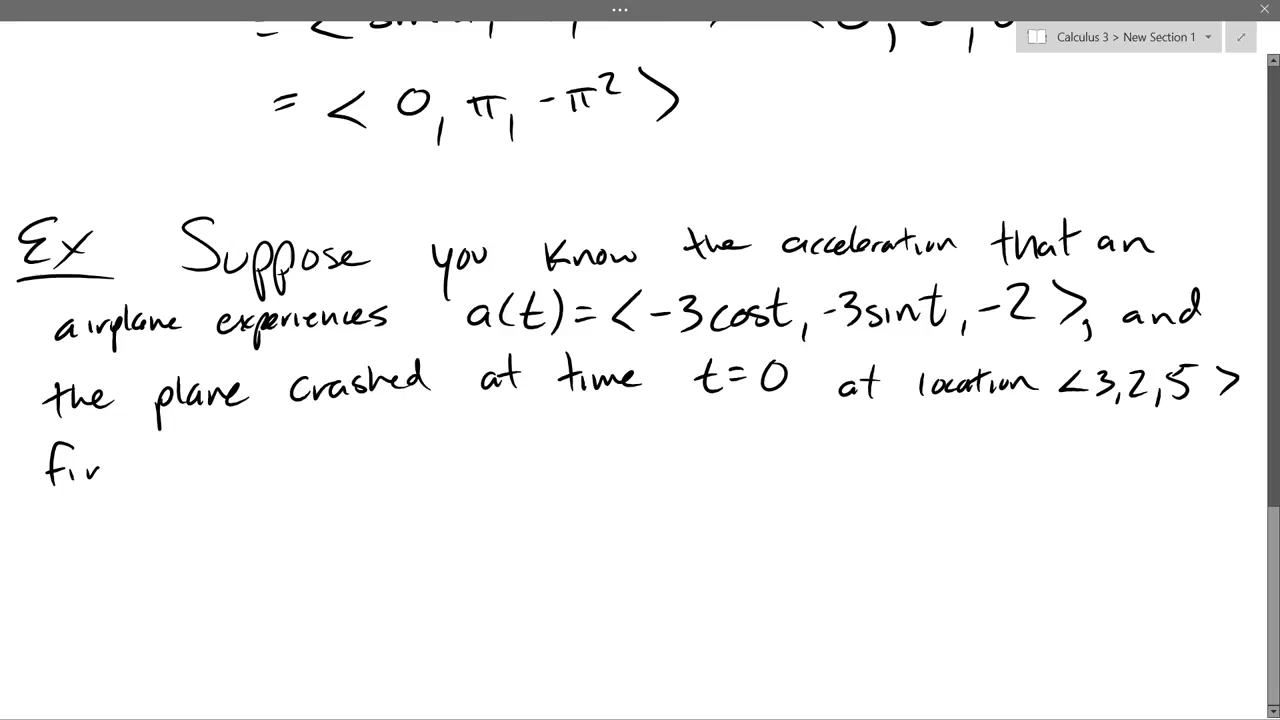 ...
Calculus 3 > New Section 1
= < 0, π, -π² >
Ex Suppose you know the acceleration that an
airplane experiences a(t) = < -3cost, -3sint, -2 >, and
the plane crashed at time t=0 at location <3,2,5>
fin